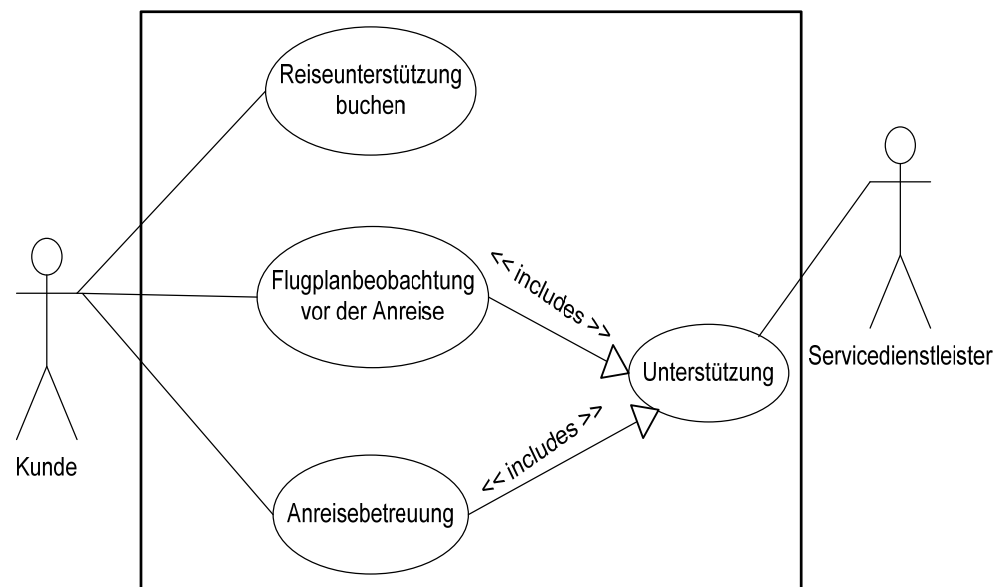 Reiseunterstützung
buchen
Flugplanbeobachtung
vor der Anreise
<< includes >>
Unterstützung
Servicedienstleister
<< includes >>
Kunde
Anreisebetreuung